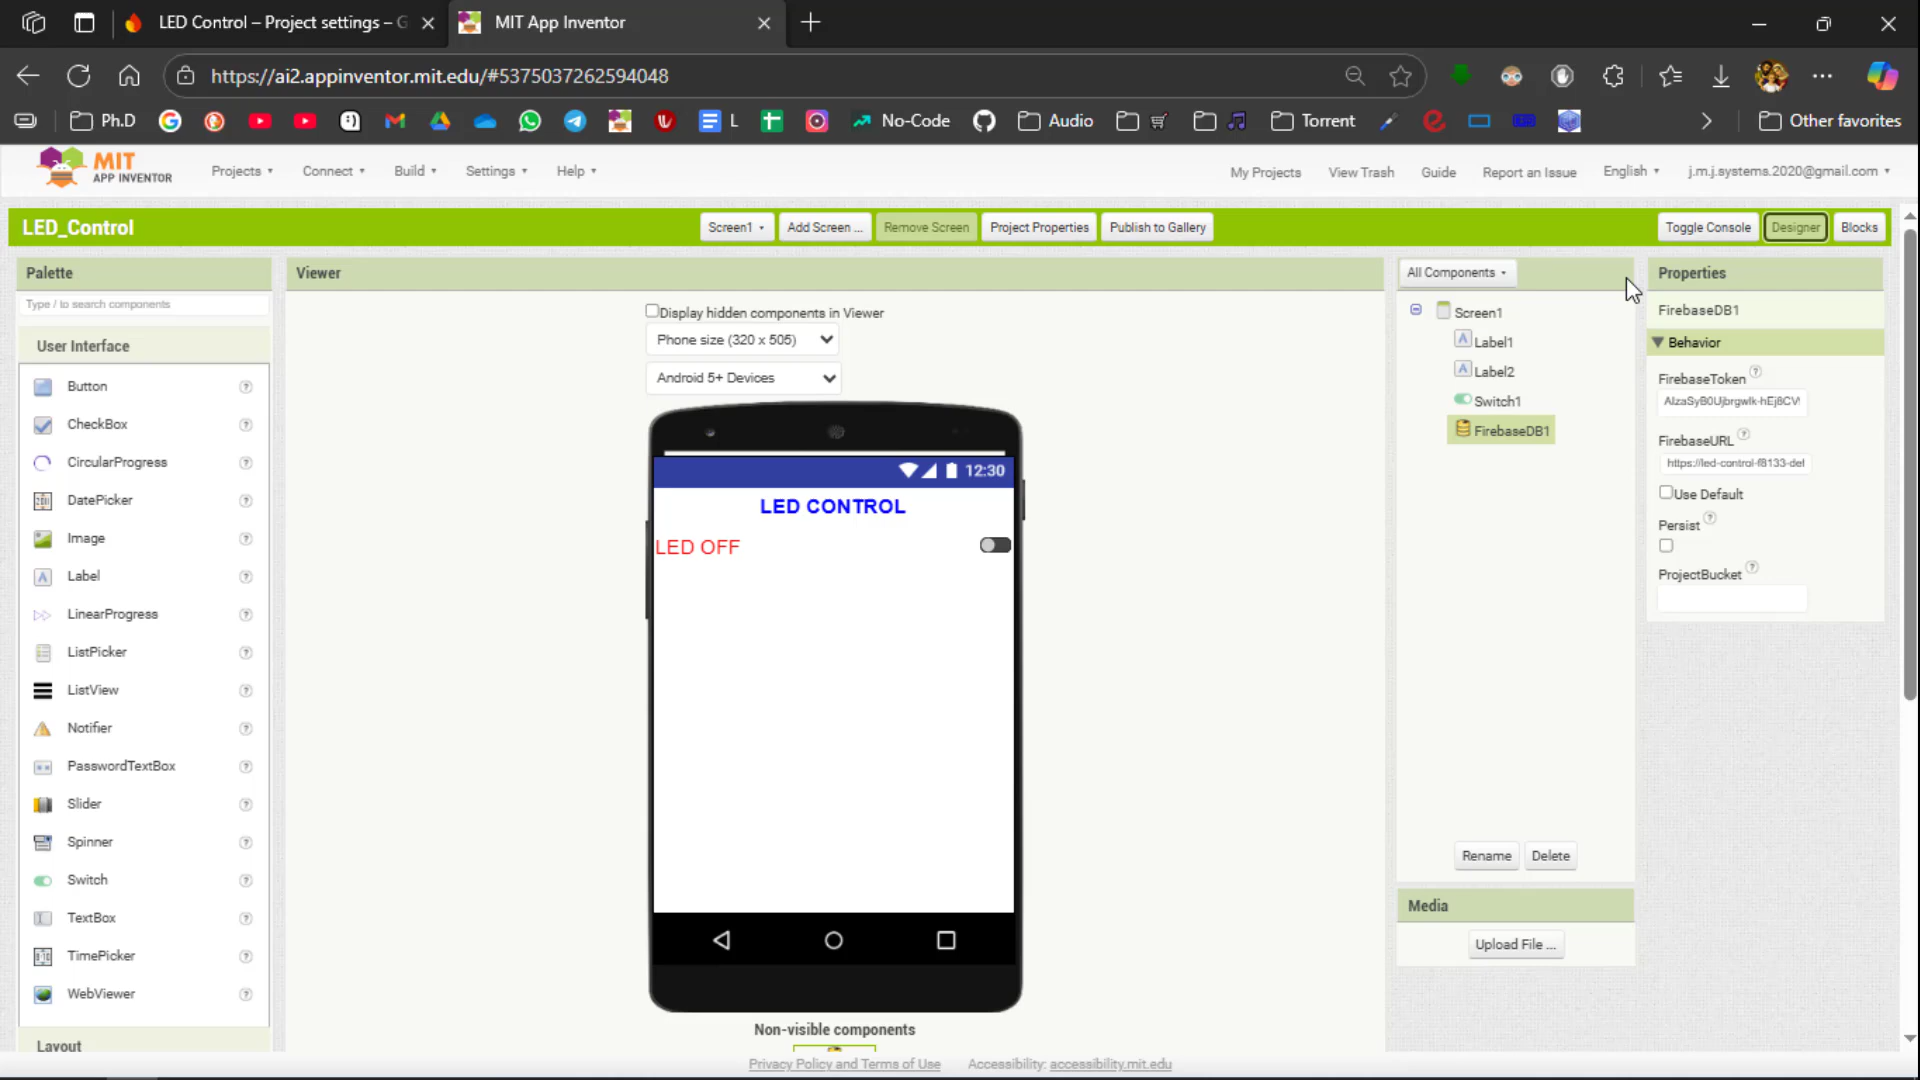 LED Control – Project settings – G
MIT App Inventor
https://ai2.appinventor.mit.edu/#5375037262594048
Ph.D
L
No-Code
Audio
Torrent
Other favorites
MIT
APP INVENTOR
Projects
Connect
Build
Settings
Help
My Projects
View Trash
Guide
Report an Issue
English
j.m.j.systems.2020@gmail.com
LED_Control
Screen1
Add Screen ...
Remove Screen
Project Properties
Publish to Gallery
Toggle Console
Designer
Blocks
Palette
Type / to search components
User Interface
Button
CheckBox
CircularProgress
DatePicker
Image
Label
LinearProgress
ListPicker
ListView
Notifier
PasswordTextBox
Slider
Spinner
Switch
TextBox
TimePicker
WebViewer
Layout
Viewer
Display hidden components in Viewer
Phone size (320 x 505)
Android 5+ Devices
12:30
LED CONTROL
LED OFF
Non-visible components
All Components
Screen1
Label1
Label2
Switch1
FirebaseDB1
Rename
Delete
Media
Upload File ...
Properties
FirebaseDB1
Behavior
FirebaseToken
FirebaseURL
https://led-control-f8133-def
Use Default
Persist
ProjectBucket
Privacy Policy and Terms of Use
Accessibility: accessibility.mit.edu